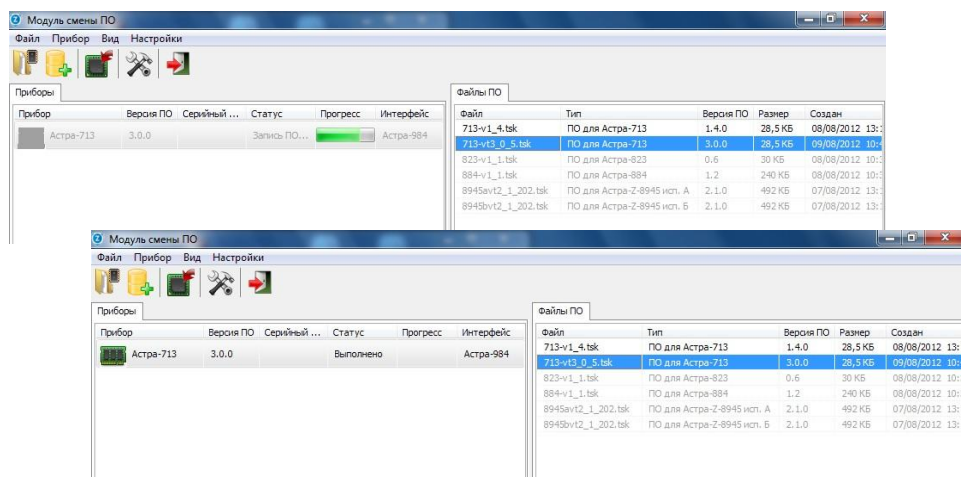 Модуль смены ПО
Файл Прибор Вид Настройки
Приборы
Прибор Версия ПО Серийный ... Статус Прогресс Интерфейс
Астра-713 3.0.0 Запись ПО... Астра-984
Файлы ПО
Файл Тип Версия ПО Размер Создан
713-v1_4.tsk ПО для Астра-713 1.4.0 28,5 КБ 08/08/2012 13:
713-vt3_0_5.tsk ПО для Астра-713 3.0.0 28,5 КБ 09/08/2012 10:
823-v1_1.tsk ПО для Астра-823 0.6 30 КБ 08/08/2012 10:
884-v1_1.tsk ПО для Астра-884 1.2 240 КБ 08/08/2012 10:
8945avt2_1_202.tsk ПО для Астра-Z-8945 исп. А 2.1.0 492 КБ 07/08/2012 13:
8945bvt2_1_202.tsk ПО для Астра-Z-8945 исп. Б 2.1.0 492 КБ 07/08/2012 13:
Модуль смены ПО
Файл Прибор Вид Настройки
Приборы
Прибор Версия ПО Серийный ... Статус Прогресс Интерфейс
Астра-713 3.0.0 Выполнено Астра-984
Файлы ПО
Файл Тип Версия ПО Размер Создан
713-v1_4.tsk ПО для Астра-713 1.4.0 28,5 КБ 08/08/2012 13:
713-vt3_0_5.tsk ПО для Астра-713 3.0.0 28,5 КБ 09/08/2012 10:
823-v1_1.tsk ПО для Астра-823 0.6 30 КБ 08/08/2012 10:
884-v1_1.tsk ПО для Астра-884 1.2 240 КБ 08/08/2012 10:
8945avt2_1_202.tsk ПО для Астра-Z-8945 исп. А 2.1.0 492 КБ 07/08/2012 13:
8945bvt2_1_202.tsk ПО для Астра-Z-8945 исп. Б 2.1.0 492 КБ 07/08/2012 13: